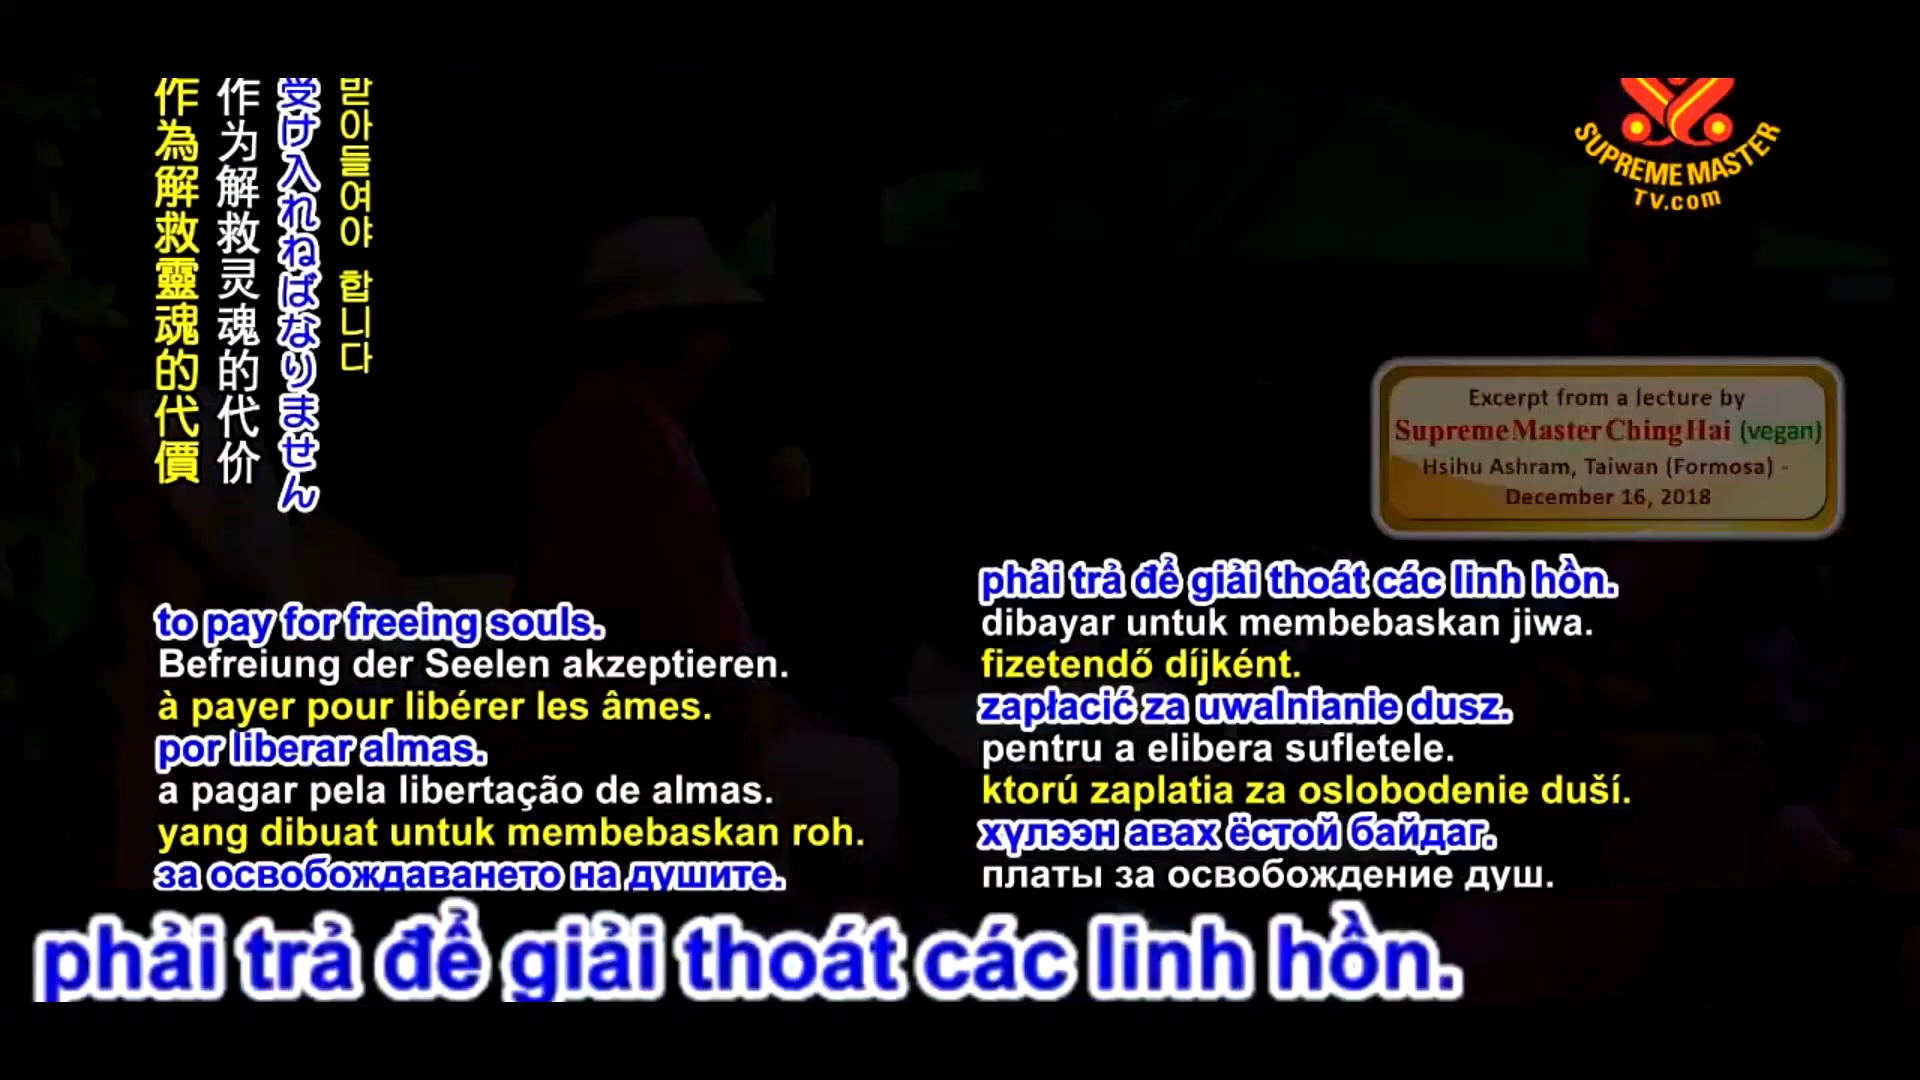 作為解救靈魂的代價
作为解救灵魂的代价
受け入れねばなりません
받아들여야 합니다
SUPREME MASTER
TV.com
Excerpt from a lecture by
Supreme Master Ching Hai (vegan)
Hsihu Ashram, Taiwan (Formosa) -
December 16, 2018
to pay for freeing souls.
Befreiung der Seelen akzeptieren.
à payer pour libérer les âmes.
por liberar almas.
a pagar pela libertação de almas.
yang dibuat untuk membebaskan roh.
за освобождаването на душите.
phải trả để giải thoát các linh hồn.
dibayar untuk membebaskan jiwa.
fizetendő díjként.
zapłacić za uwalnianie dusz.
pentru a elibera sufletele.
ktorú zaplatia za oslobodenie duší.
хүлээн авах ёстой байдаг.
платы за освобождение душ.
phải trả để giải thoát các linh hồn.